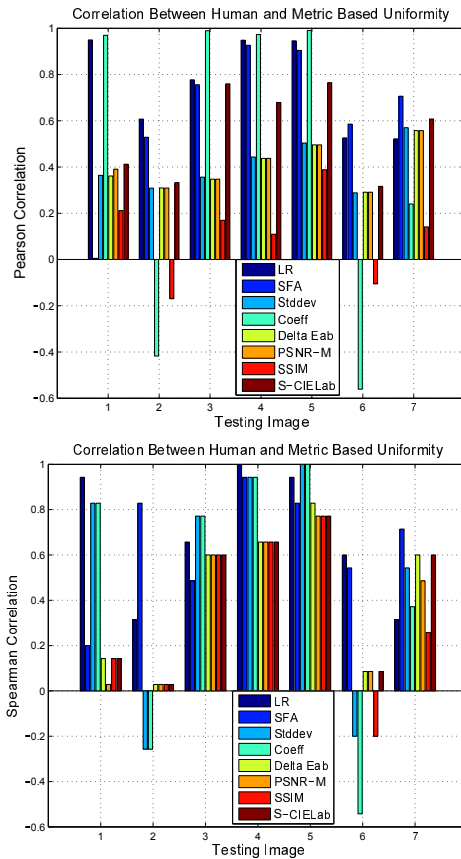 Correlation Between Human and Metric Based Uniformity
1
0.8
0.6
0.4
0.2
0
−0.2
−0.4
−0.6
Pearson Correlation
LR
SFA
Stddev
Coeff
Delta Eab
PSNR−M
SSIM
S−CIELab
1 2 3 4 5 6 7
Testing Image
Correlation Between Human and Metric Based Uniformity
1
0.8
0.6
0.4
0.2
0
−0.2
−0.4
−0.6
Spearman Correlation
LR
SFA
Stddev
Coeff
Delta Eab
PSNR−M
SSIM
S−CIELab
1 2 3 4 5 6 7
Testing Image